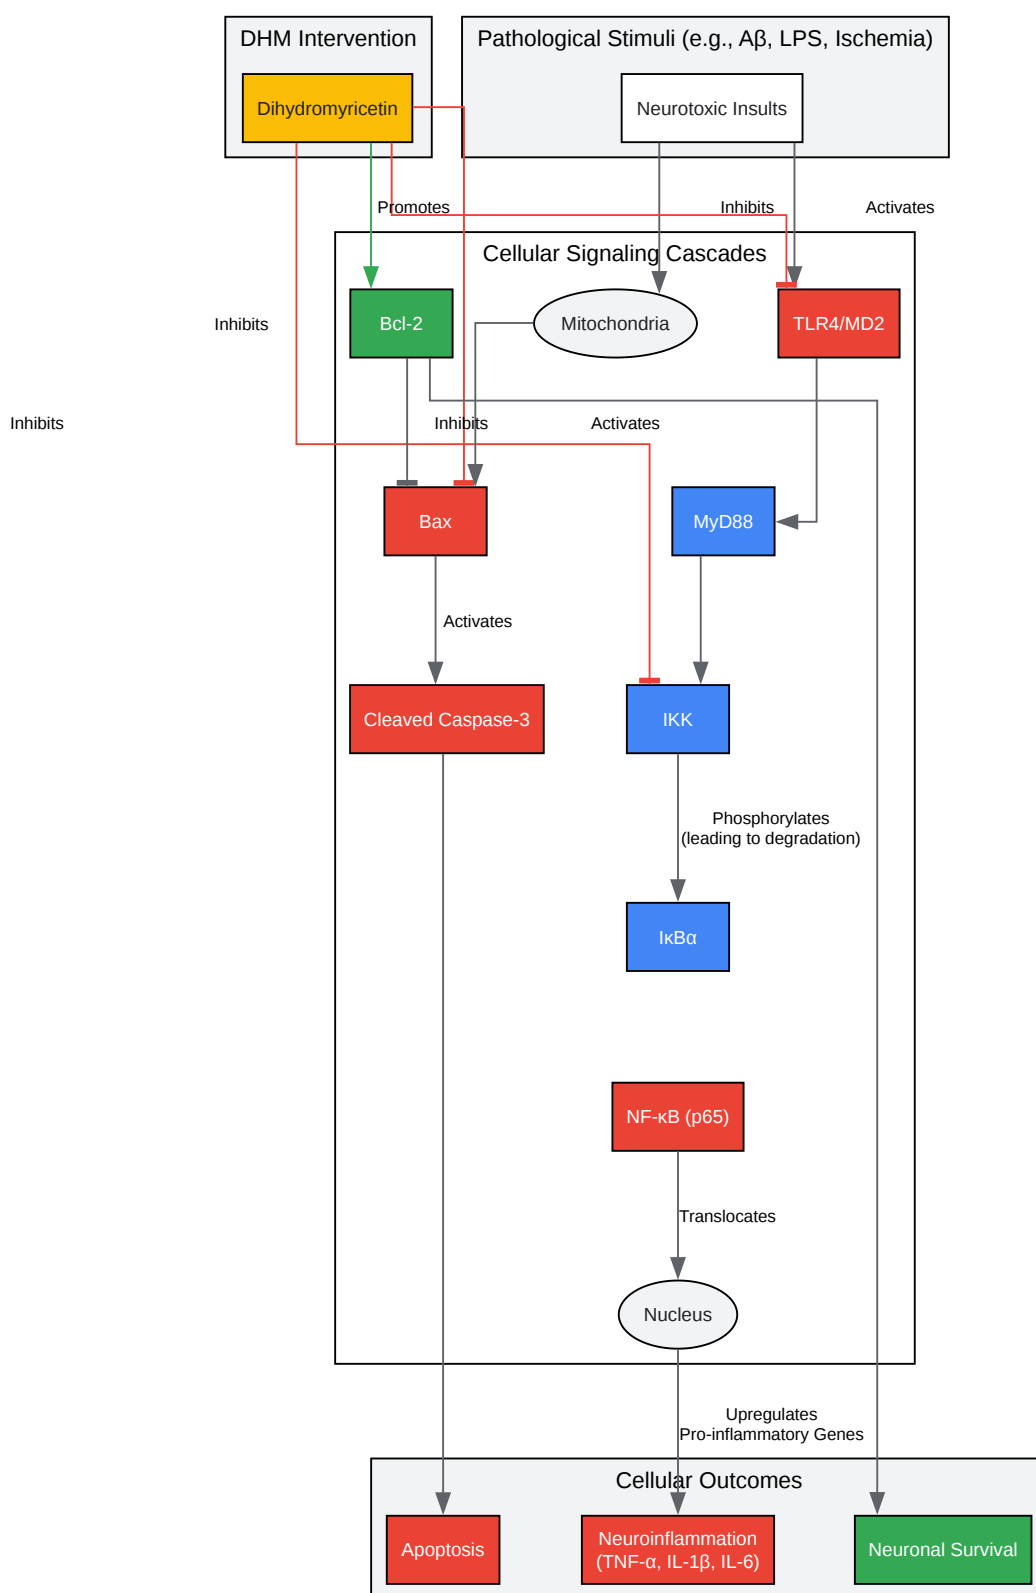 DHM Intervention
Pathological Stimuli (e.g., Aβ, LPS, Ischemia)
Dihydromyricetin
Neurotoxic Insults
Promotes
Inhibits
Activates
Cellular Signaling Cascades
Bcl-2
Mitochondria
TLR4/MD2
Inhibits
Inhibits
Inhibits
Activates
Bax
MyD88
Activates
Cleaved Caspase-3
IKK
Phosphorylates
(leading to degradation)
IκBα
NF-κB (p65)
Translocates
Nucleus
Upregulates
Pro-inflammatory Genes
Cellular Outcomes
Apoptosis
Neuroinflammation
(TNF-α, IL-1β, IL-6)
Neuronal Survival